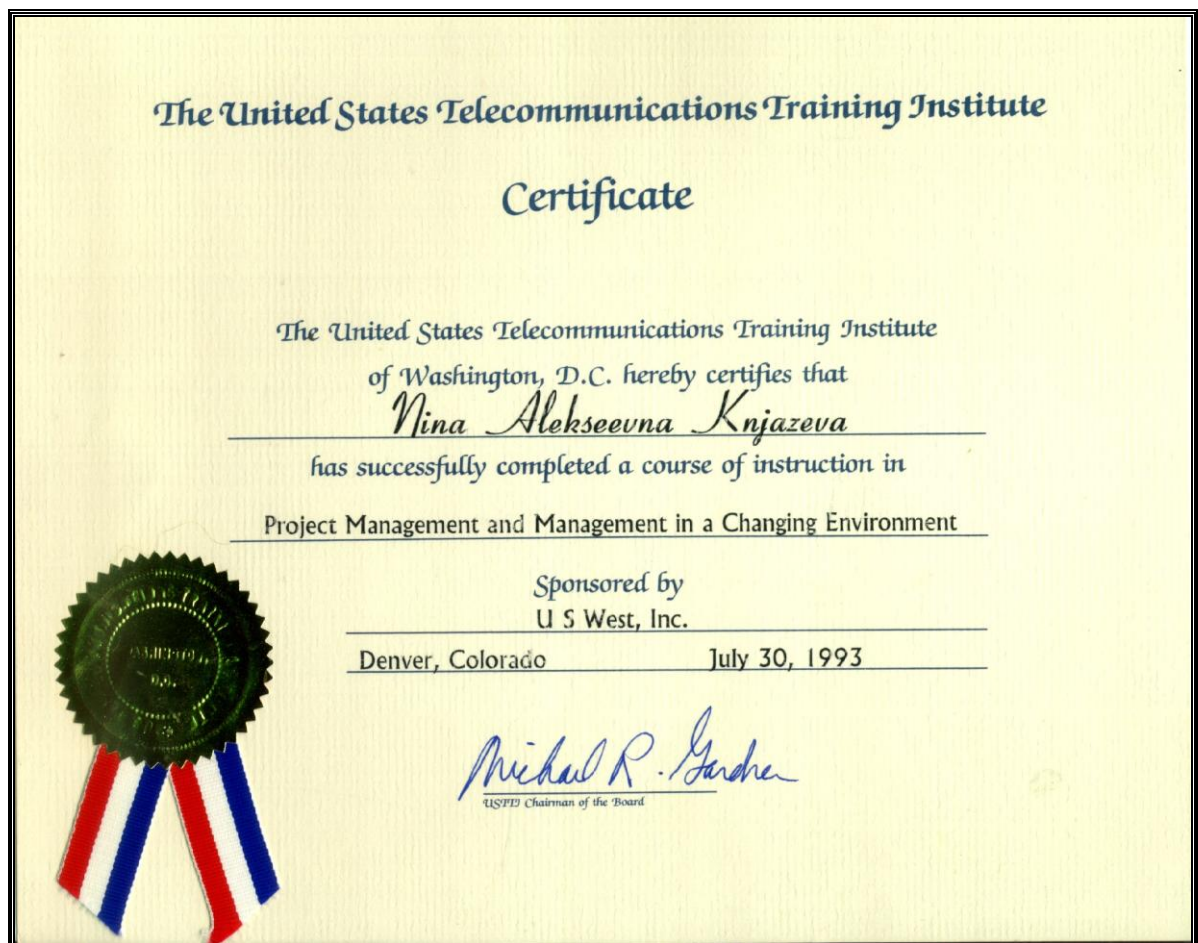 The United States Telecommunications Training Institute
Certificate
The United States Telecommunications Training Institute
of Washington, D.C. hereby certifies that
Nina Alekseevna Knjazeva
has successfully completed a course of instruction in
Project Management and Management in a Changing Environment
Sponsored by
U S West, Inc.
Denver, Colorado July 30, 1993
Michael R. Gardner
USTTI Chairman of the Board